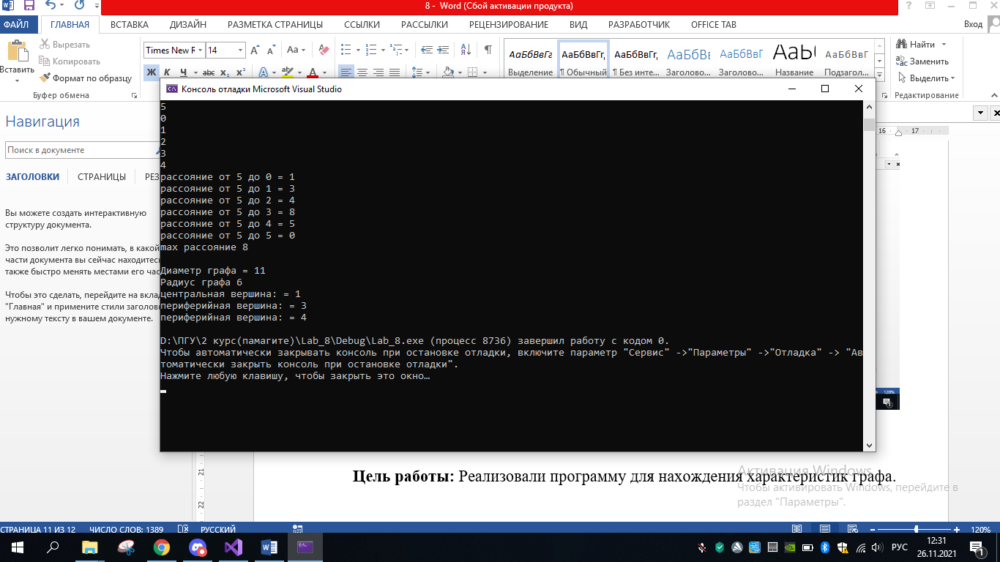 8 - Word (Сбой активации продукта)
ФАЙЛ ГЛАВНАЯ ВСТАВКА ДИЗАЙН РАЗМЕТКА СТРАНИЦЫ ССЫЛКИ РАССЫЛКИ РЕЦЕНЗИРОВАНИЕ ВИД РАЗРАБОТЧИК OFFICE TAB Вход
Вставить
Вырезать
Копировать
Формат по образцу
Буфер обмена
Times New R 14
Aa
Ж К Ч abc x₂ x²
АаБбВвГг АаБбВвГг, АаБбВвГг, АаБбВв АаБбВвГ АаБ АаБбВвГ
Выделение ¶ Обычный ¶ Без инте... Заголово... Заголово... Название Подзагол...
Найти
Заменить
Выделить
Редактирование
Навигация
Поиск в документе
ЗАГОЛОВКИ СТРАНИЦЫ РЕЗ
Вы можете создать интерактивную
структуру документа.
Это позволит легко понимать, в какой
части документа вы сейчас находитесь
также быстро менять местами его час
Чтобы это сделать, перейдите на вклад
"Главная" и примените стили заголов
нужному тексту в вашем документе.
Консоль отладки Microsoft Visual Studio
5
0
1
2
3
4
рассояние от 5 до 0 = 1
рассояние от 5 до 1 = 3
рассояние от 5 до 2 = 4
рассояние от 5 до 3 = 8
рассояние от 5 до 4 = 5
рассояние от 5 до 5 = 0
max рассояние 8
Диаметр графа = 11
Радиус графа 6
центральная вершина: = 1
периферийная вершина: = 3
периферийная вершина: = 4
D:\ПГУ\2 курс(памагите)\Lab_8\Debug\Lab_8.exe (процесс 8736) завершил работу с кодом 0.
Чтобы автоматически закрывать консоль при остановке отладки, включите параметр "Сервис" ->"Параметры" ->"Отладка" -> "Ав
томатически закрыть консоль при остановке отладки".
Нажмите любую клавишу, чтобы закрыть это окно…
16 17
120%
21
22
Цель работы: Реализовали программу для нахождения характеристик графа.
Активация Windows
Чтобы активировать Windows, перейдите в
раздел "Параметры".
СТРАНИЦА 11 ИЗ 12 ЧИСЛО СЛОВ: 1389 РУССКИЙ 120%
РУС
12:31
26.11.2021
1